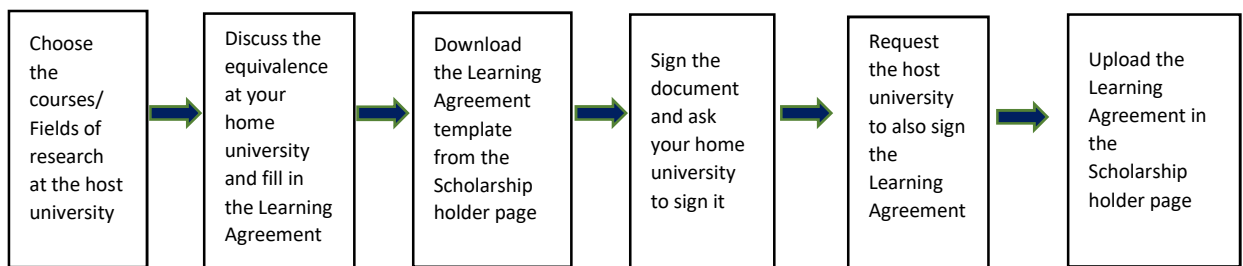 Choose
the
courses/
Fields of
research
at the host
university
Discuss the
equivalence
at your
home
university
and fill in
the Learning
Agreement
Download
the Learning
Agreement
template
from the
Scholarship
holder page
Sign the
document
and ask
your home
university
to sign it
Request
the host
university
to also sign
the
Learning
Agreement
Upload the
Learning
Agreement in
the
Scholarship
holder page